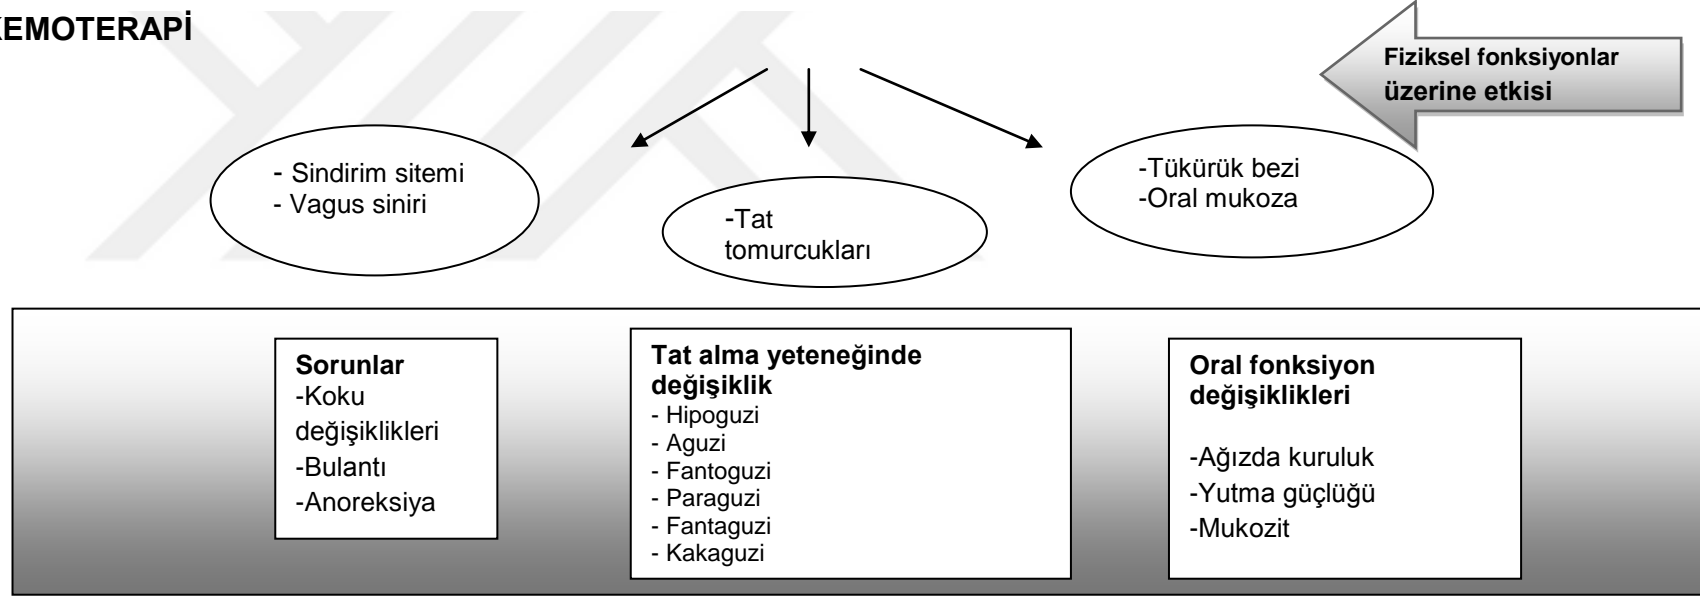 KEMOTERAPİ
Fiziksel fonksiyonlar
üzerine etkisi
- Sindirim sitemi
- Vagus siniri
-Tat
tomurcukları
-Tükürük bezi
-Oral mukoza
Sorunlar
-Koku
değişiklikleri
-Bulantı
-Anoreksiya
Tat alma yeteneğinde
değişiklik
- Hipoguzi
- Aguzi
- Fantoguzi
- Paraguzi
- Fantaguzi
- Kakaguzi
Oral fonksiyon
değişiklikleri
-Ağızda kuruluk
-Yutma güçlüğü
-Mukozit